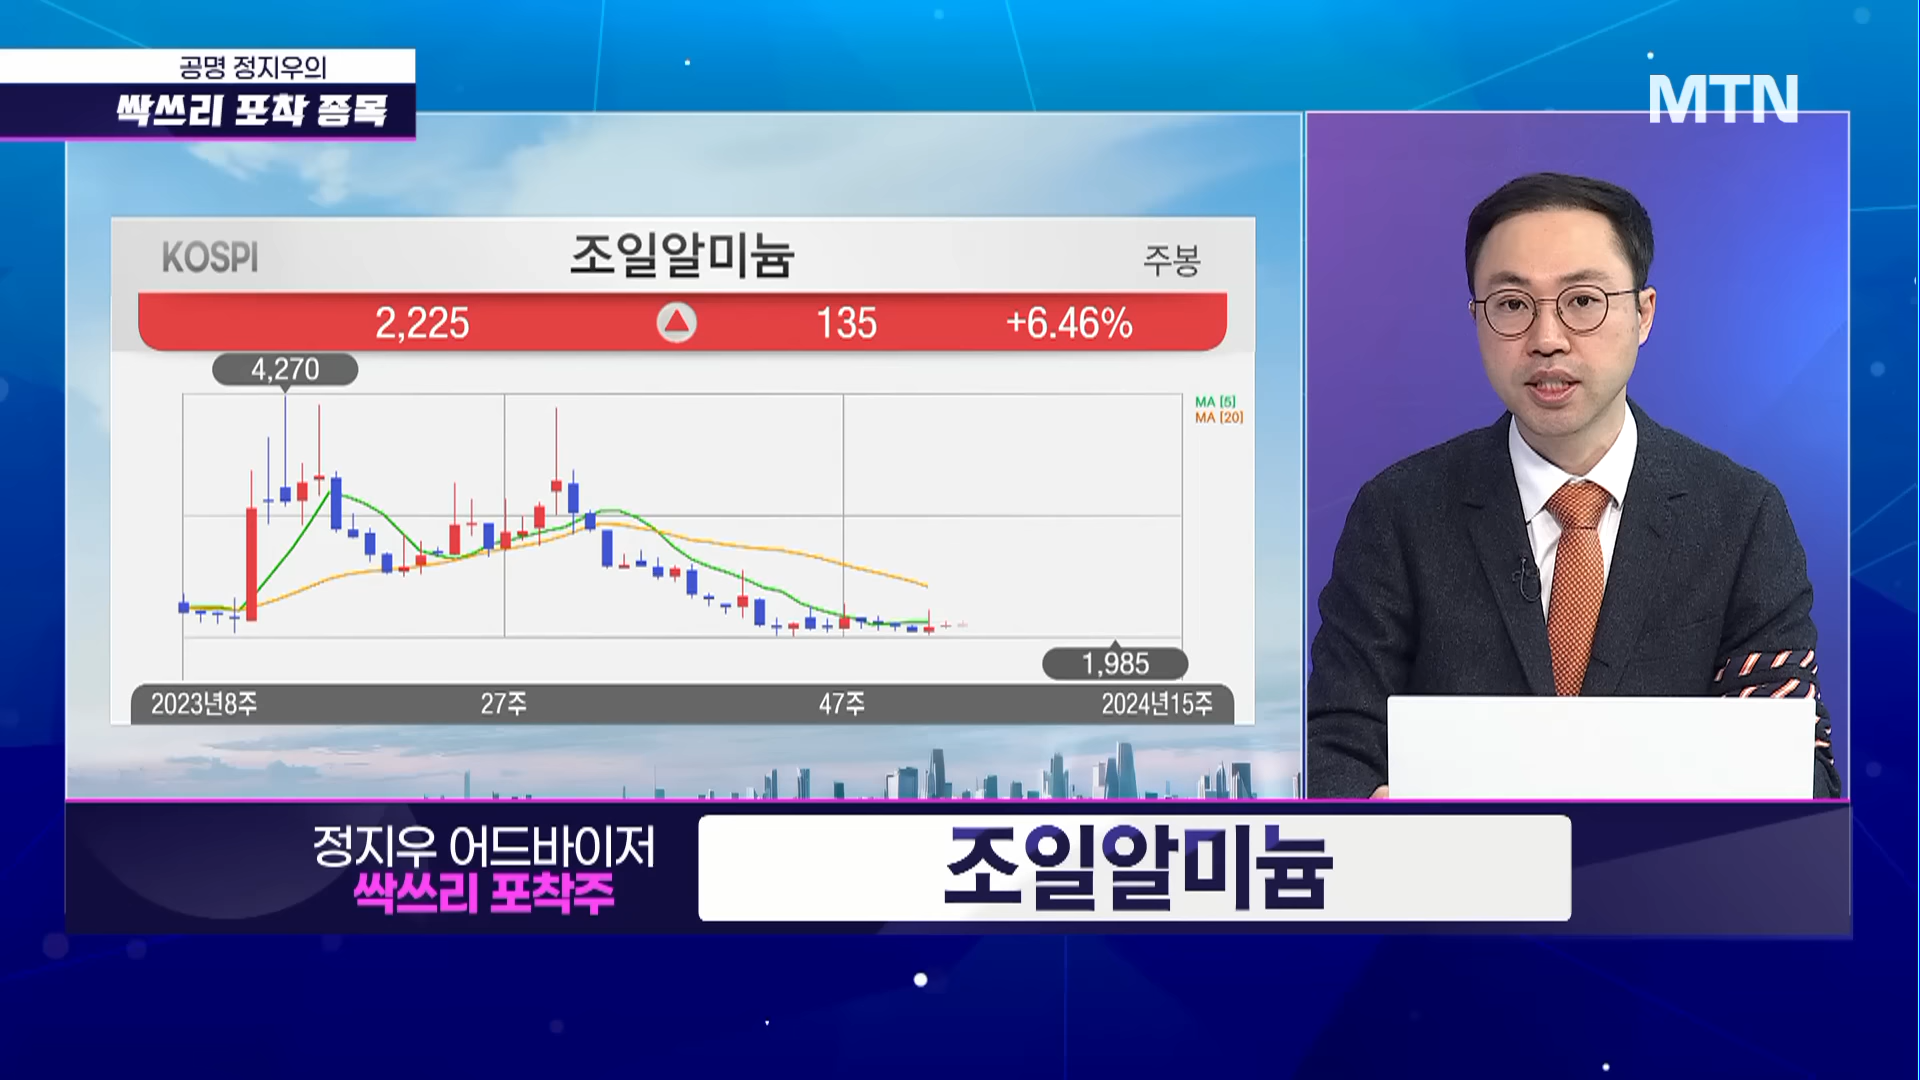 공명 정지우의
싹쓰리 포착 종목
MTN
KOSPI
조일알미늄
주봉
2,225
135
+6.46%
4,270
MA [5]
MA [20]
1,985
2023년8주
27주
47주
2024년15주
정지우 어드바이저
싹쓰리 포착주
조일알미늄